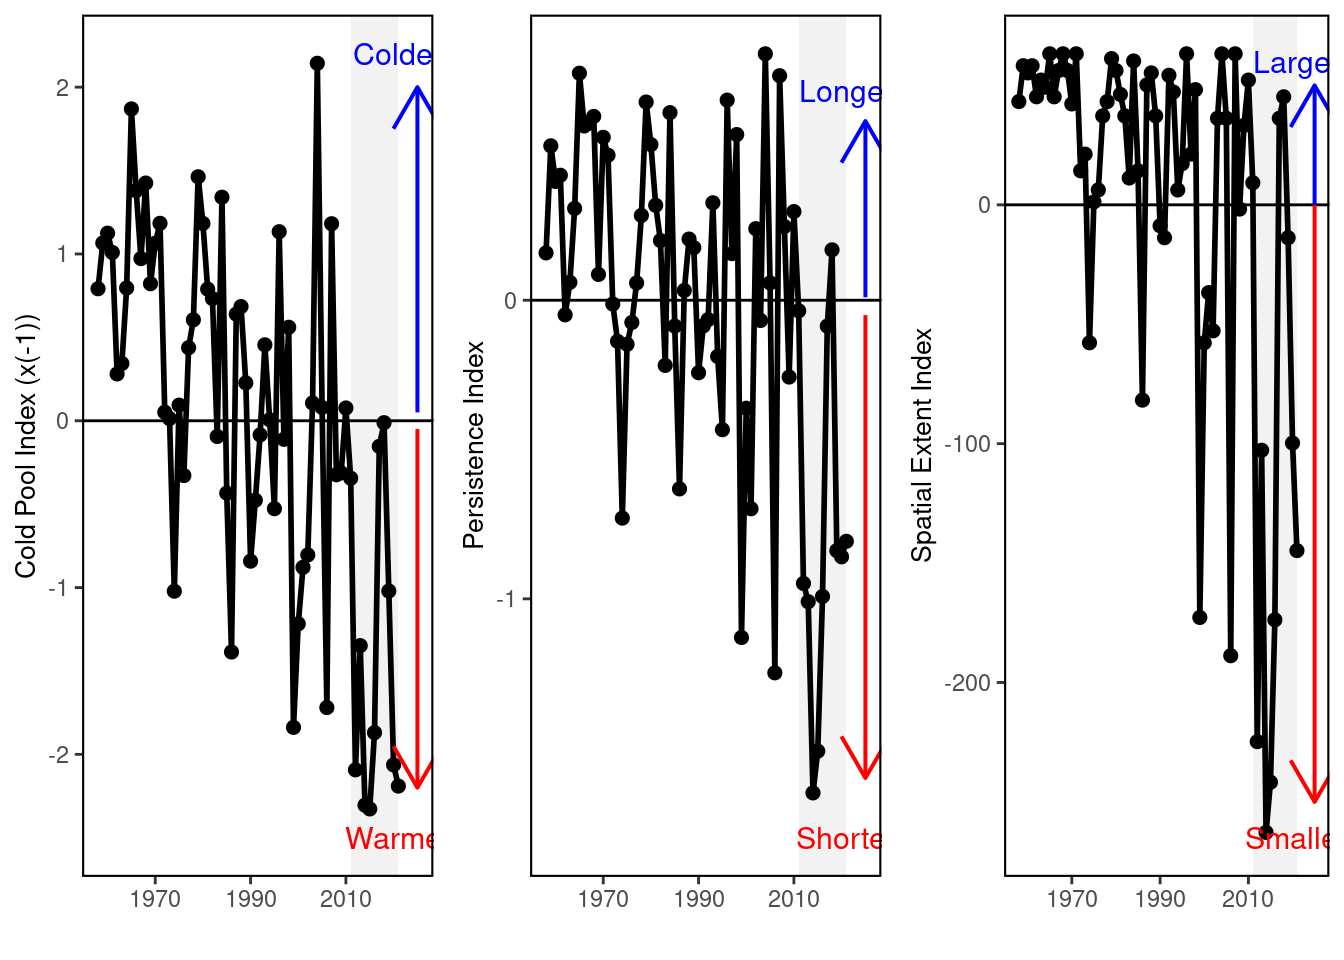 Cold Pool Index (x(-1))
2
1
0
-1
-2
Colde
Warme
1970
1990
2010
Persistence Index
0
-1
Longe
Shorte
1970
1990
2010
Spatial Extent Index
0
-100
-200
Large
Smalle
1970
1990
2010